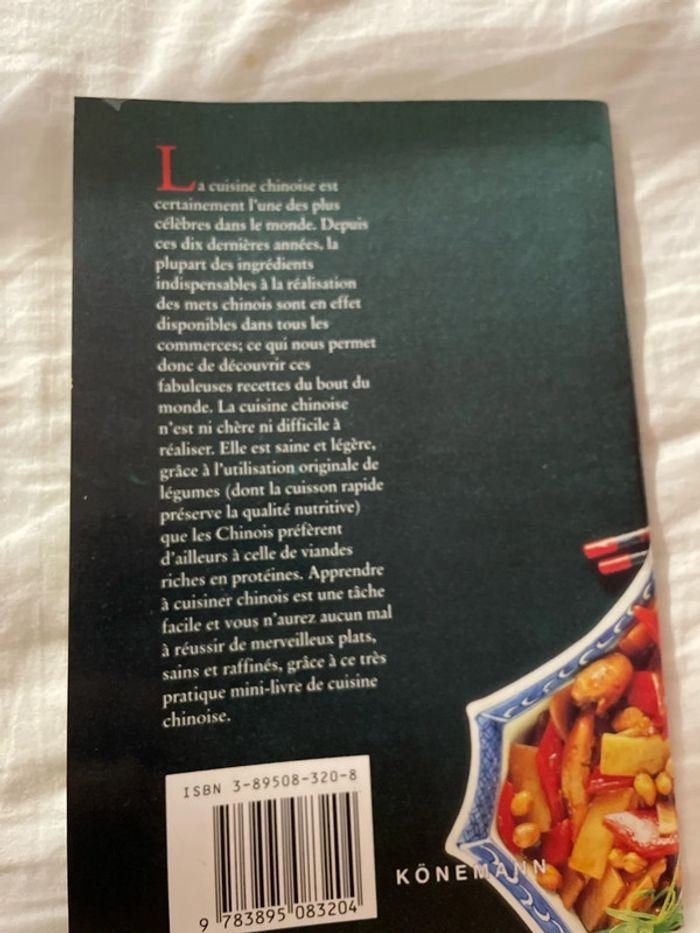 La cuisine chinoise est
certainement l'une des plus
célèbres dans le monde. Depuis
ces dix dernières années, la
plupart des ingrédients
indispensables à la réalisation
des mets chinois sont en effet
disponibles dans tous les
commerces; ce qui nous permet
donc de découvrir ces
fabuleuses recettes du bout du
monde. La cuisine chinoise
n'est ni chère ni difficile à
réaliser. Elle est saine et légère,
grâce à l'utilisation originale de
légumes (dont la cuisson rapide
préserve la qualité nutritive)
que les Chinois préfèrent
d'ailleurs à celle de viandes
riches en protéines. Apprendre
à cuisiner chinois est une tâche
facile et vous n'aurez aucun mal
à réussir de merveilleux plats,
sains et raffinés, grâce à ce très
pratique mini-livre de cuisine
chinoise.
ISBN 3-89508-320-8
9 783895 083204
KÖNEMANN